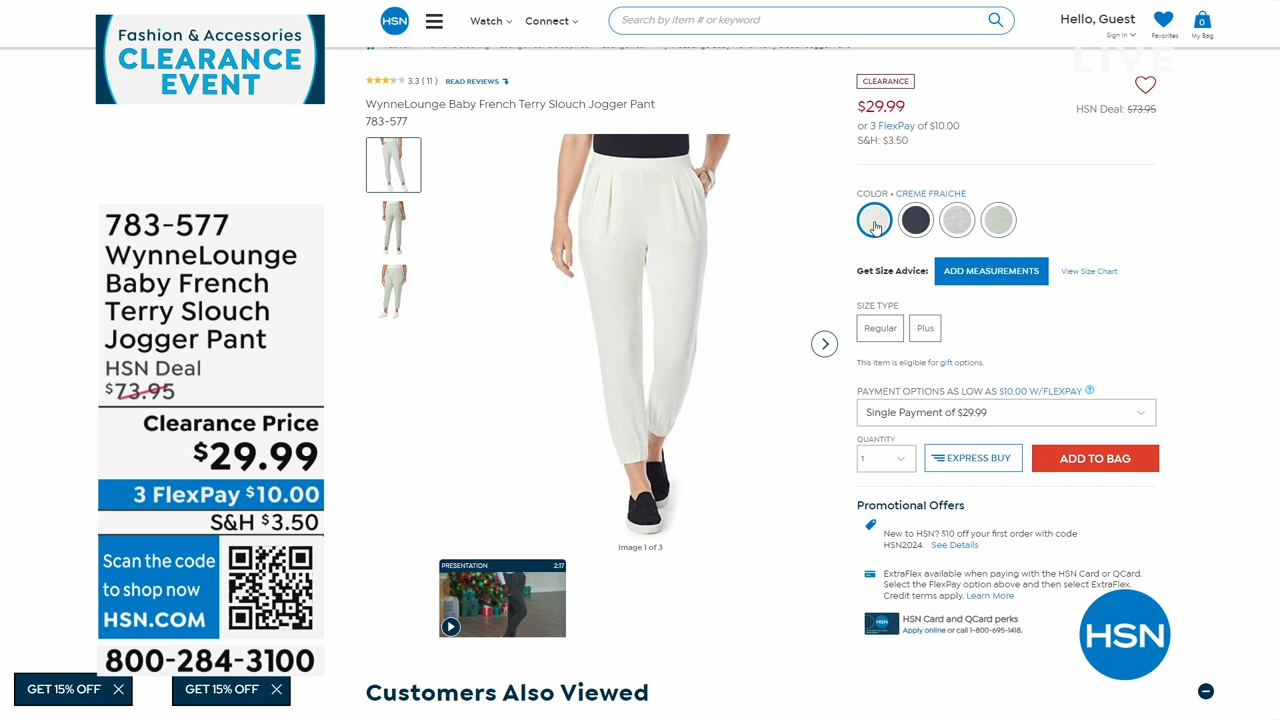 Fashion & Accessories
CLEARANCE
EVENT
HSN
Watch
Connect
Search by item # or keyword
Hello, Guest
Sign In
Favorites
0
My Bag
LIVE
3.3 (11)
READ REVIEWS
WynneLounge Baby French Terry Slouch Jogger Pant
783-577
CLEARANCE
$29.99
HSN Deal: $73.95
or 3 FlexPay of $10.00
S&H: $3.50
COLOR • CREME FRAICHE
Get Size Advice:
ADD MEASUREMENTS
View Size Chart
SIZE TYPE
Regular
Plus
This item is eligible for gift options.
PAYMENT OPTIONS AS LOW AS $10.00 W/FLEXPAY
Single Payment of $29.99
QUANTITY
1
EXPRESS BUY
ADD TO BAG
Promotional Offers
New to HSN? $10 off your first order with code
HSN2024. See Details
ExtraFlex available when paying with the HSN Card or QCard.
Select the FlexPay option above and then select ExtraFlex.
Credit terms apply. Learn More
HSN Card and QCard perks
Apply online or call 1-800-695-1418.
HSN
783-577
WynneLounge
Baby French
Terry Slouch
Jogger Pant
HSN Deal
$73.95
Clearance Price
$29.99
3 FlexPay $10.00
S&H $3.50
Scan the code
to shop now
HSN.COM
800-284-3100
GET 15% OFF
GET 15% OFF
Image 1 of 3
PRESENTATION
2:17
Customers Also Viewed